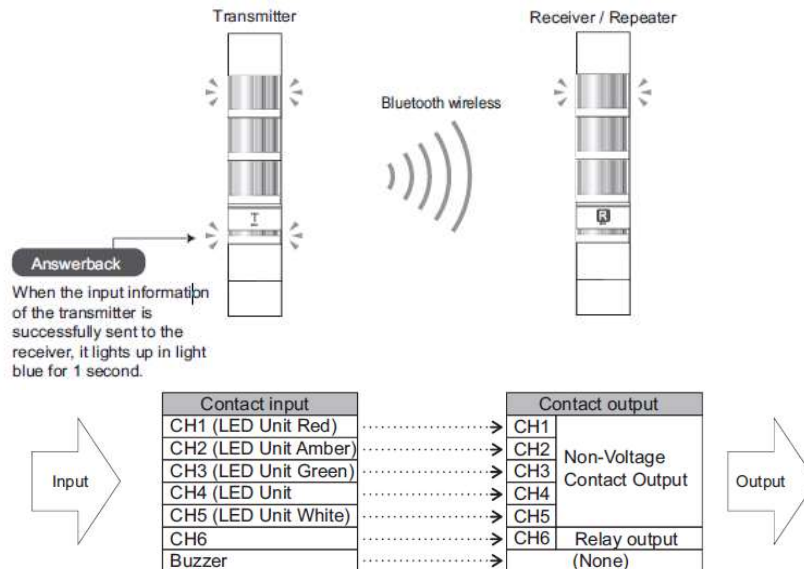 Transmitter
Receiver / Repeater
Bluetooth wireless
T
R
Answerback
When the input information
of the transmitter is
successfully sent to the
receiver, it lights up in light
blue for 1 second.
Contact input
CH1 (LED Unit Red)
CH2 (LED Unit Amber)
CH3 (LED Unit Green)
CH4 (LED Unit
CH5 (LED Unit White)
CH6
Buzzer
Contact output
CH1
CH2
CH3
CH4
CH5
Non-Voltage
Contact Output
CH6 Relay output
(None)
Input
Output